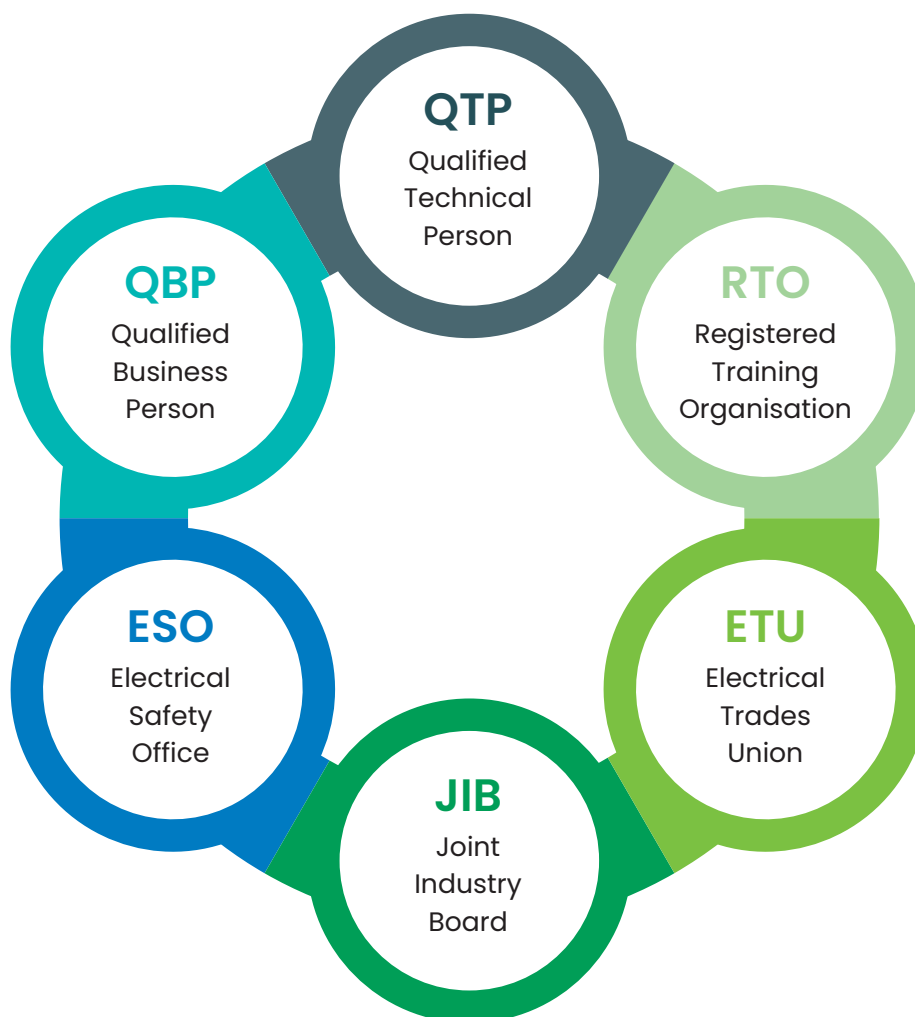 QTP
Qualified
Technical
Person
QBP
Qualified
Business
Person
RTO
Registered
Training
Organisation
ESO
Electrical
Safety
Office
ETU
Electrical
Trades
Union
JIB
Joint
Industry
Board